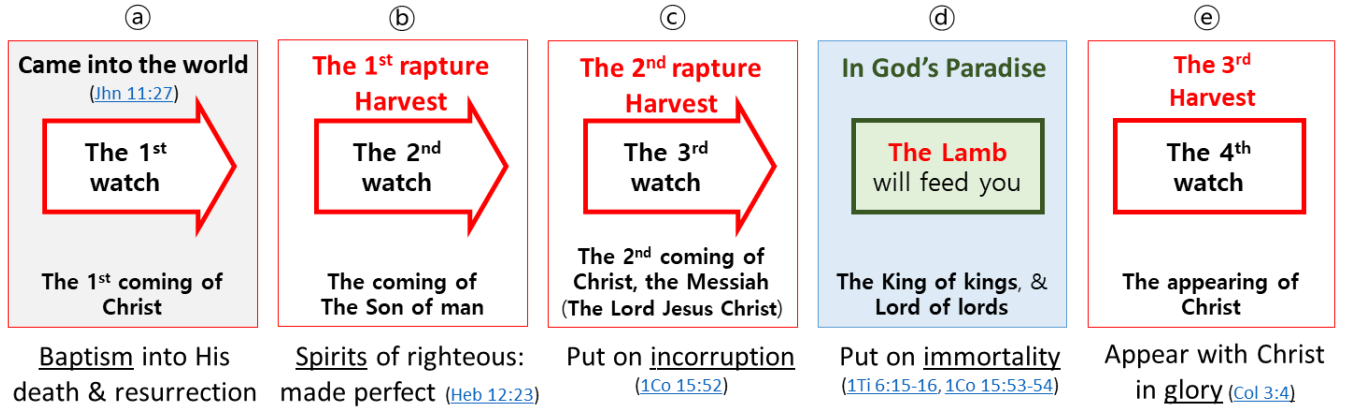 ⓐ
Came into the world
(Jhn 11:27)
The 1st
watch
The 1st coming of
Christ
Baptism into His
death & resurrection
ⓑ
The 1st rapture
Harvest
The 2nd
watch
The coming of
The Son of man
Spirits of righteous:
made perfect (Heb 12:23)
ⓒ
The 2nd rapture
Harvest
The 3rd
watch
The 2nd coming of
Christ, the Messiah
(The Lord Jesus Christ)
Put on incorruption
(1Co 15:52)
ⓓ
In God's Paradise
The Lamb
will feed you
The King of kings, &
Lord of lords
Put on immortality
(1Ti 6:15-16, 1Co 15:53-54)
ⓔ
The 3rd
Harvest
The 4th
watch
The appearing of
Christ
Appear with Christ
in glory (Col 3:4)